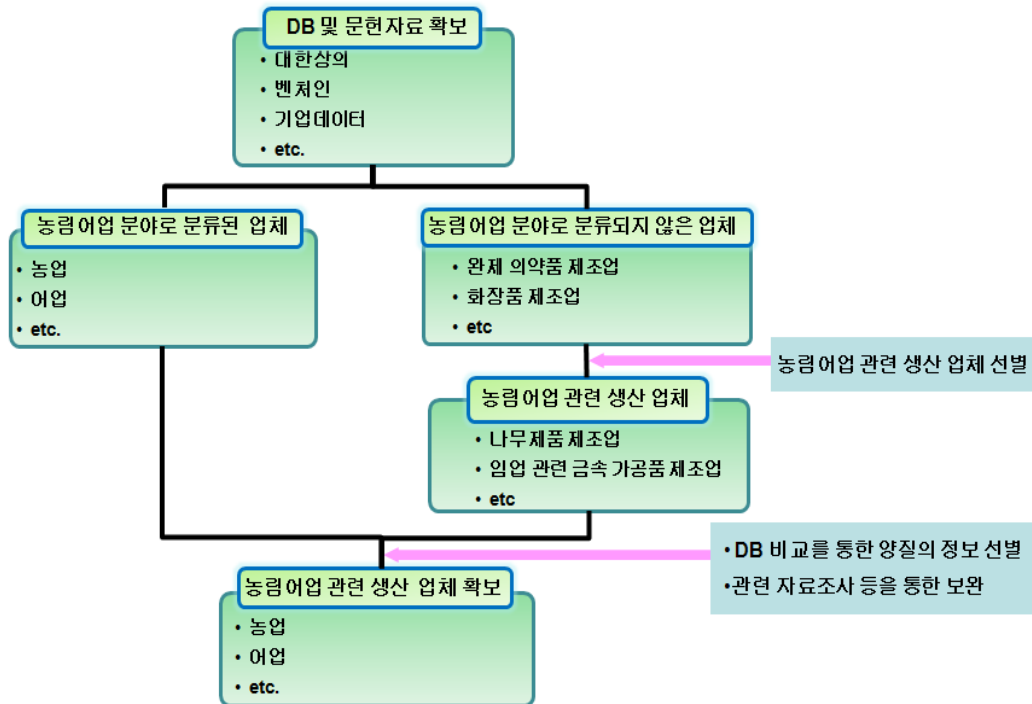 DB 및 문헌자료 확보
• 대한상의
• 벤처인
• 기업데이터
• etc.
농림어업 분야로 분류된 업체
• 농업
• 어업
• etc.
농림어업 분야로 분류되지 않은 업체
• 완제 의약품 제조업
• 화장품 제조업
• etc
농림어업 관련 생산 업체 선별
농림어업 관련 생산 업체
• 나무제품 제조업
• 임업 관련 금속 가공품 제조업
• etc
•DB 비교를 통한 양질의 정보 선별
•관련 자료조사 등을 통한 보완
농림어업 관련 생산 업체 확보
• 농업
• 어업
• etc.